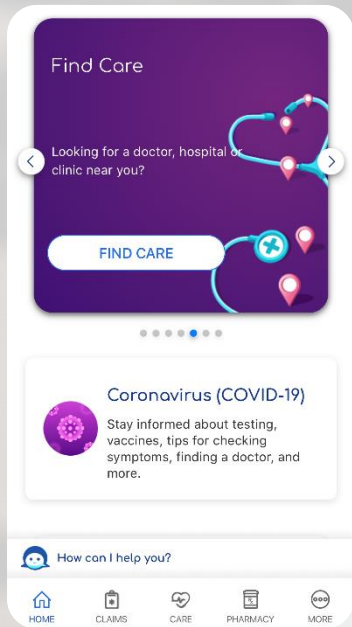 Find Care
Looking for a doctor, hospital or
clinic near you?
FIND CARE
Coronavirus (COVID-19)
Stay informed about testing,
vaccines, tips for checking
symptoms, finding a doctor, and
more.
How can I help you?
HOME CLAIMS CARE PHARMACY MORE